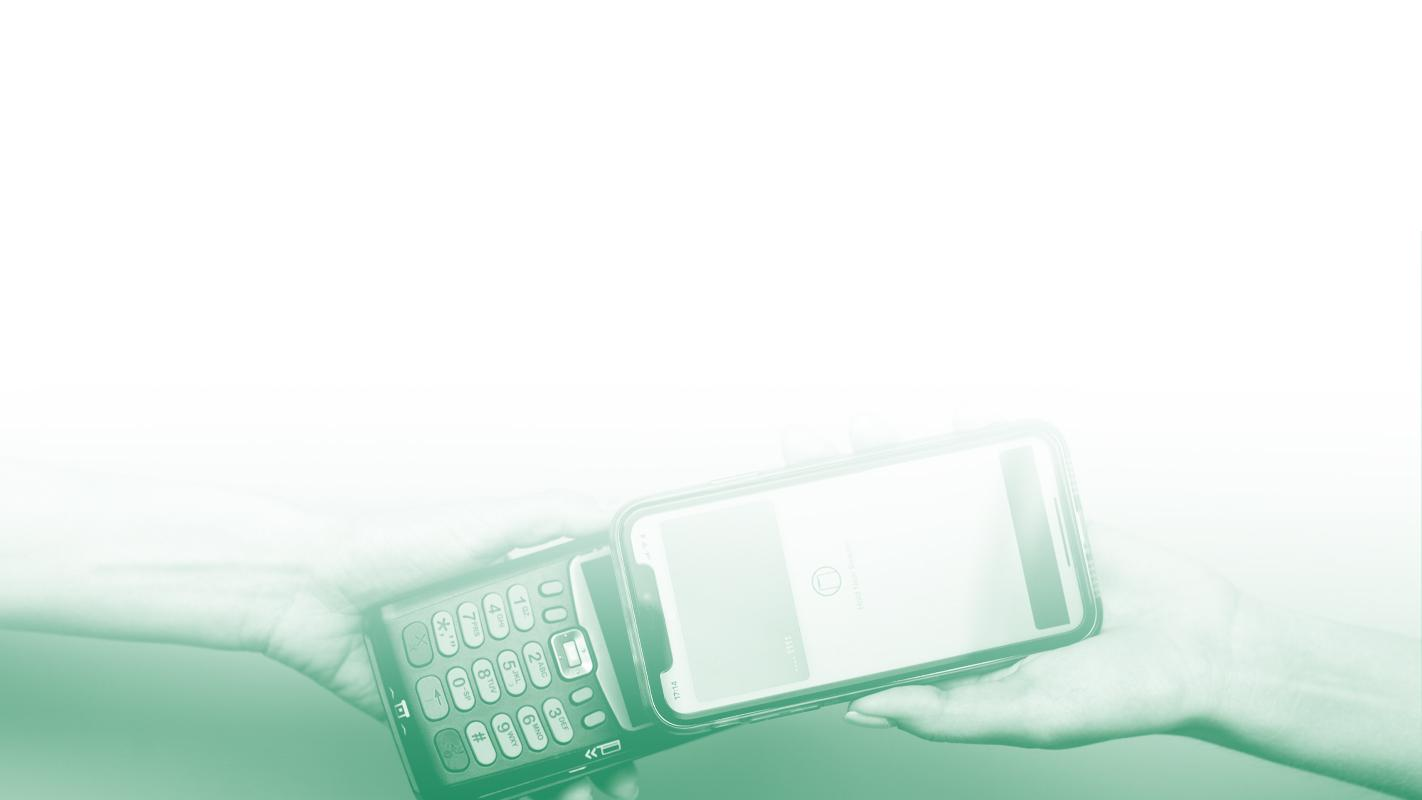 1 QZ
4 GHI
7 PRS
*,"
2 ABC
5 JKL
8 TUV
0 -SP
3 DEF
6 MNO
9 WXY
#
17:14